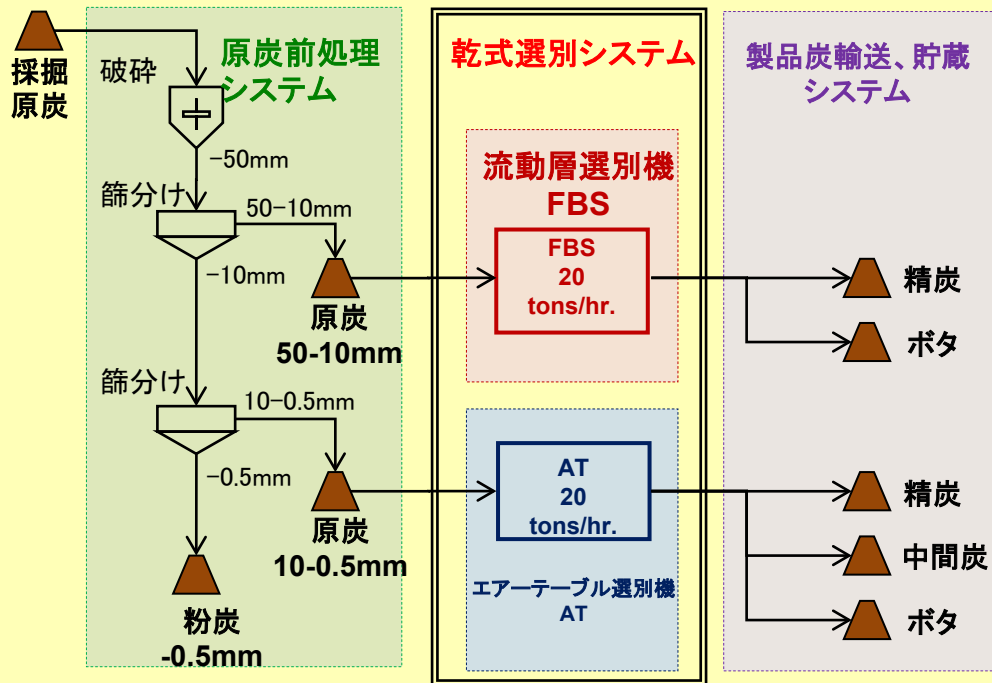 採掘
原炭
原炭前処理
システム
破砕
-50mm
篩分け
50-10mm
-10mm
原炭
50-10mm
篩分け
10-0.5mm
-0.5mm
原炭
10-0.5mm
粉炭
-0.5mm
乾式選別システム
流動層選別機
FBS
FBS
20
tons/hr.
AT
20
tons/hr.
エアーテーブル選別機
AT
製品炭輸送、貯蔵
システム
精炭
ボタ
精炭
中間炭
ボタ